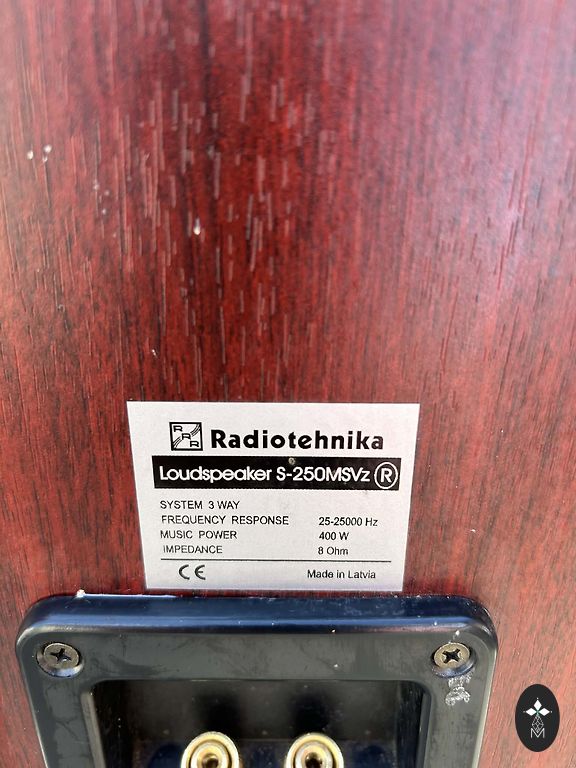 RRR Radiotehnika
Loudspeaker S-250MSVz R
SYSTEM 3 WAY
FREQUENCY RESPONSE 25-25000 Hz
MUSIC POWER 400 W
IMPEDANCE 8 Ohm
CE Made in Latvia
M